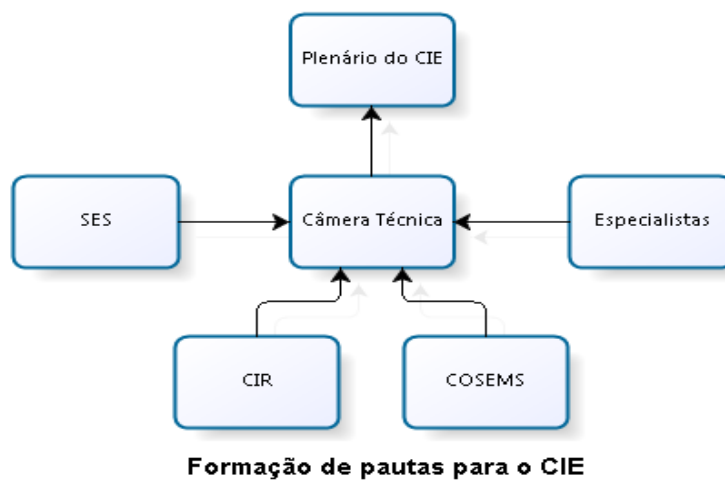 Plenário do CIE
SES
Câmera Técnica
Especialistas
CIR
COSEMS
Formação de pautas para o CIE